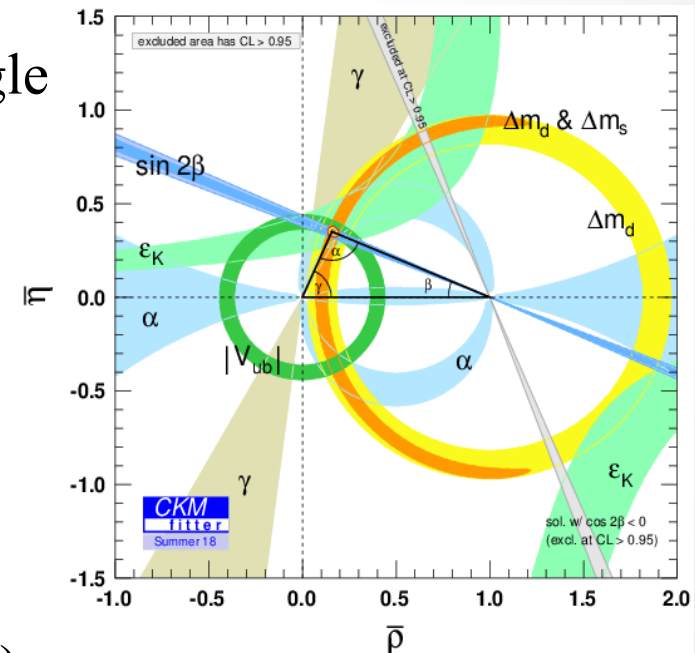 gle
excluded area has CL > 0.95
excluded at CL > 0.95
γ
Δm_d & Δm_s
sin 2β
Δm_d
ε_K
α
α
γ
β
α
|V_ub|
α
γ
ε_K
CKM
fitter
Summer 18
sol. w/ cos 2β < 0
(excl. at CL > 0.95)
1.5
1.0
0.5
0.0
-0.5
-1.0
-1.5
η̄
-1.0 -0.5 0.0 0.5 1.0 1.5 2.0
ρ̄
)